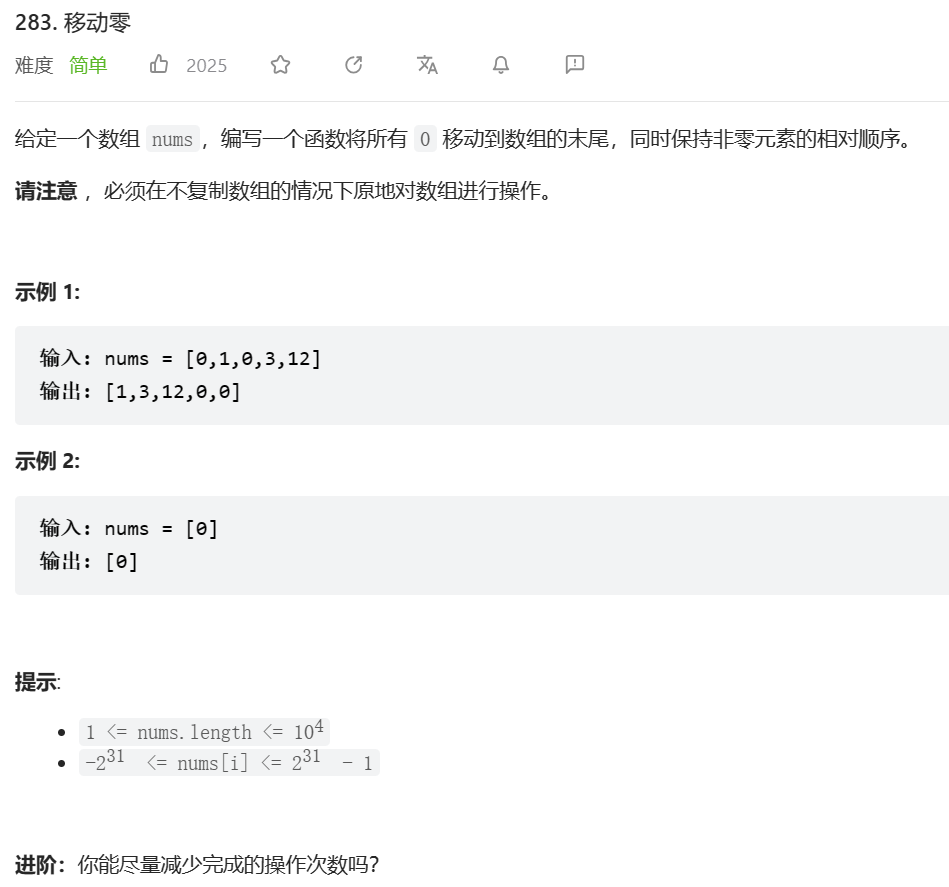 283. 移动零
难度 简单 2025
给定一个数组 nums，编写一个函数将所有 0 移动到数组的末尾，同时保持非零元素的相对顺序。
请注意 ，必须在不复制数组的情况下原地对数组进行操作。
示例 1:
输入: nums = [0,1,0,3,12]
输出: [1,3,12,0,0]
示例 2:
输入: nums = [0]
输出: [0]
提示:
• 1 <= nums.length <= 10⁴
• -2³¹ <= nums[i] <= 2³¹ - 1
进阶：你能尽量减少完成的操作次数吗？